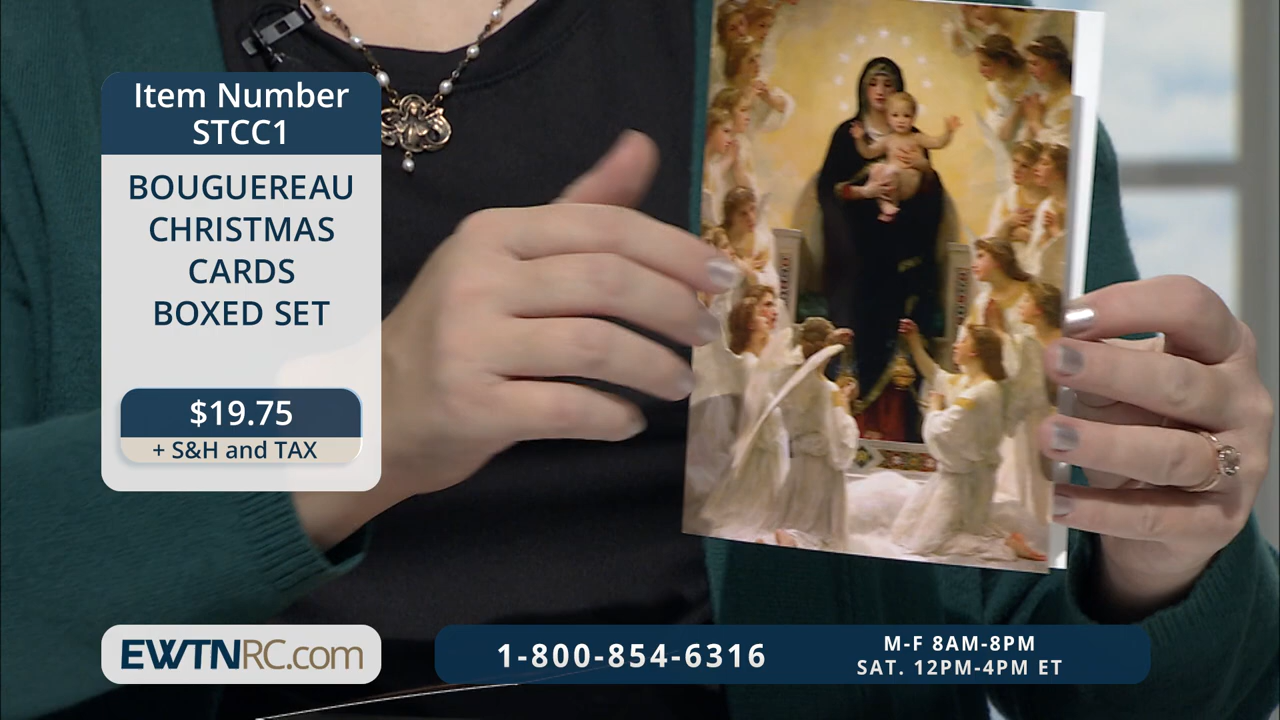 Item Number
STCC1
BOUGUEREAU
CHRISTMAS
CARDS
BOXED SET
$19.75
+ S&H and TAX
EWTNRC.com
1-800-854-6316
M-F 8AM-8PM
SAT. 12PM-4PM ET